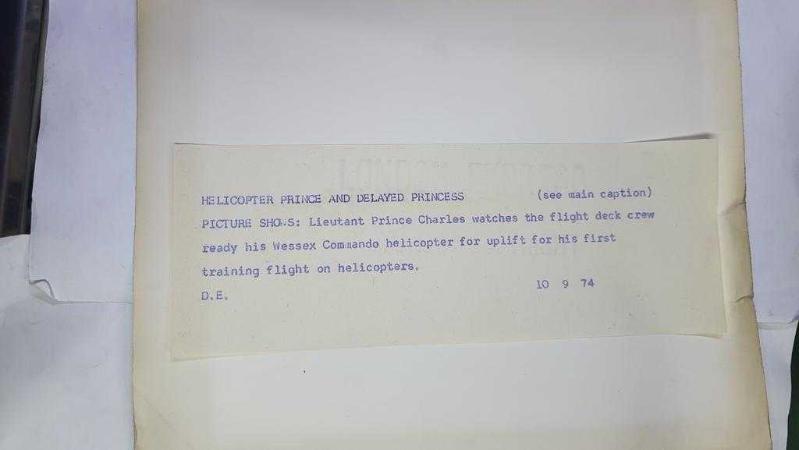 HELICOPTER PRINCE AND DELAYED PRINCESS (see main caption)
PICTURE SHOWS: Lieutant Prince Charles watches the flight deck crew
ready his Wessex Commando helicopter for uplift for his first
training flight on helicopters.
D.E. 10 9 74